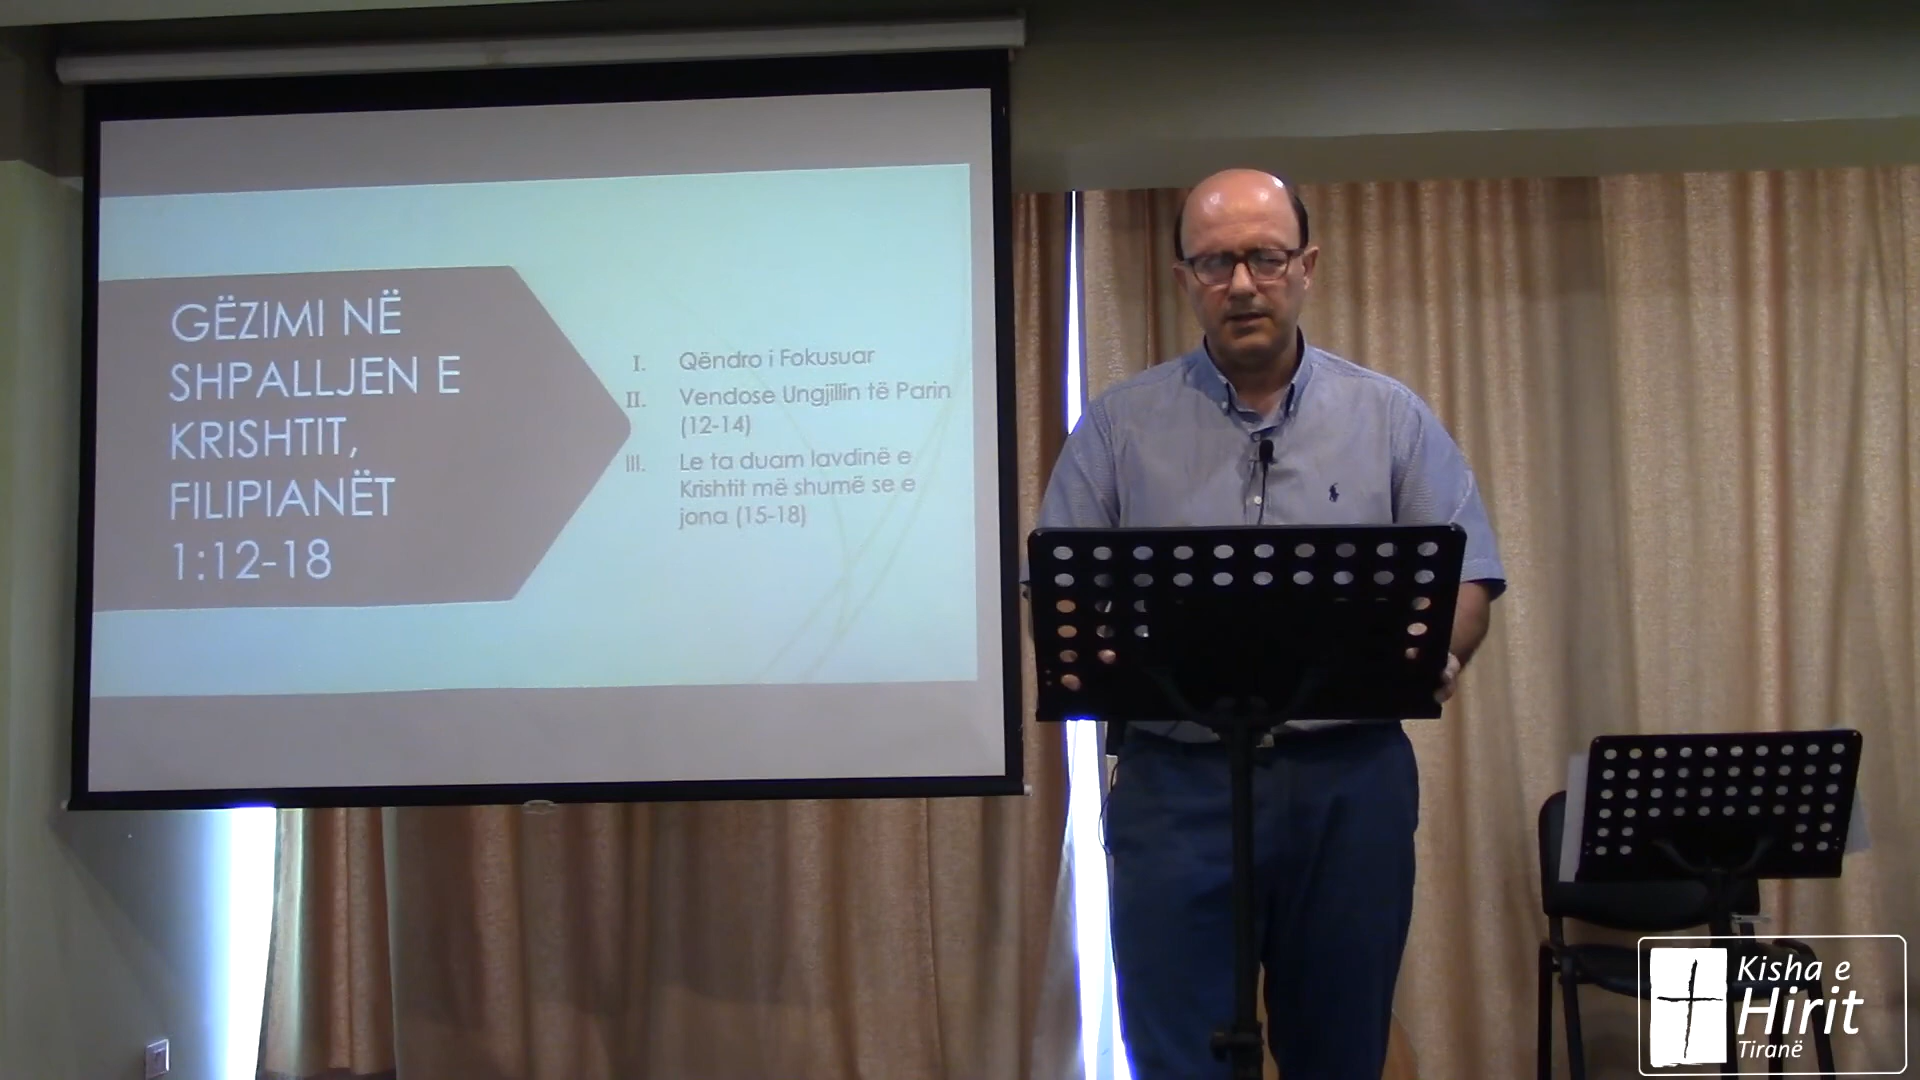 GËZIMI NË
SHPALLJEN E
KRISHTIT,
FILIPIANËT
1:12-18
I. Qëndro i Fokusuar
II. Vendose Ungjillin të Parin
(12-14)
III. Le ta duam lavdinë e
Krishtit më shumë se e
jona (15-18)
Kisha e
Hirit
Tiranë